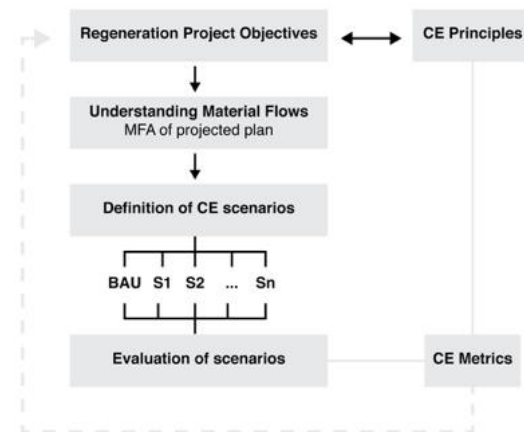 Regeneration Project Objectives
CE Principles
Understanding Material Flows
MFA of projected plan
Definition of CE scenarios
BAU S1 S2 ... Sn
Evaluation of scenarios
CE Metrics